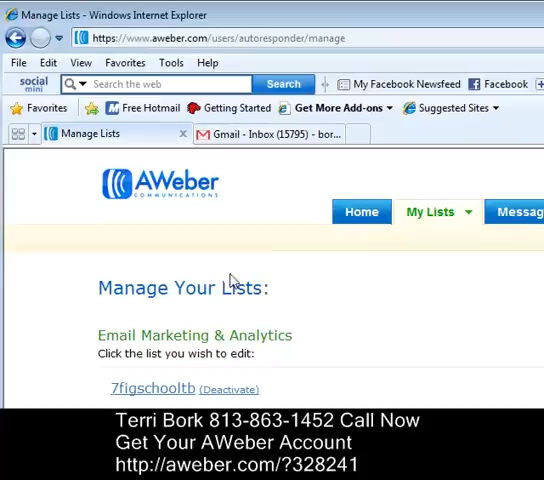 Manage Lists - Windows Internet Explorer
https://www.aweber.com/users/autoresponder/manage
File Edit View Favorites Tools Help
social mini Search the web Search My Facebook Newsfeed Facebook
Favorites Free Hotmail Getting Started Get More Add-ons Suggested Sites
Manage Lists x Gmail - Inbox (15795) - bor...
AWeber
COMMUNICATIONS
Home My Lists Messag
Manage Your Lists:
Email Marketing & Analytics
Click the list you wish to edit:
7figschooltb (Deactivate)
Terri Bork 813-863-1452 Call Now
Get Your AWeber Account
http://aweber.com/?328241